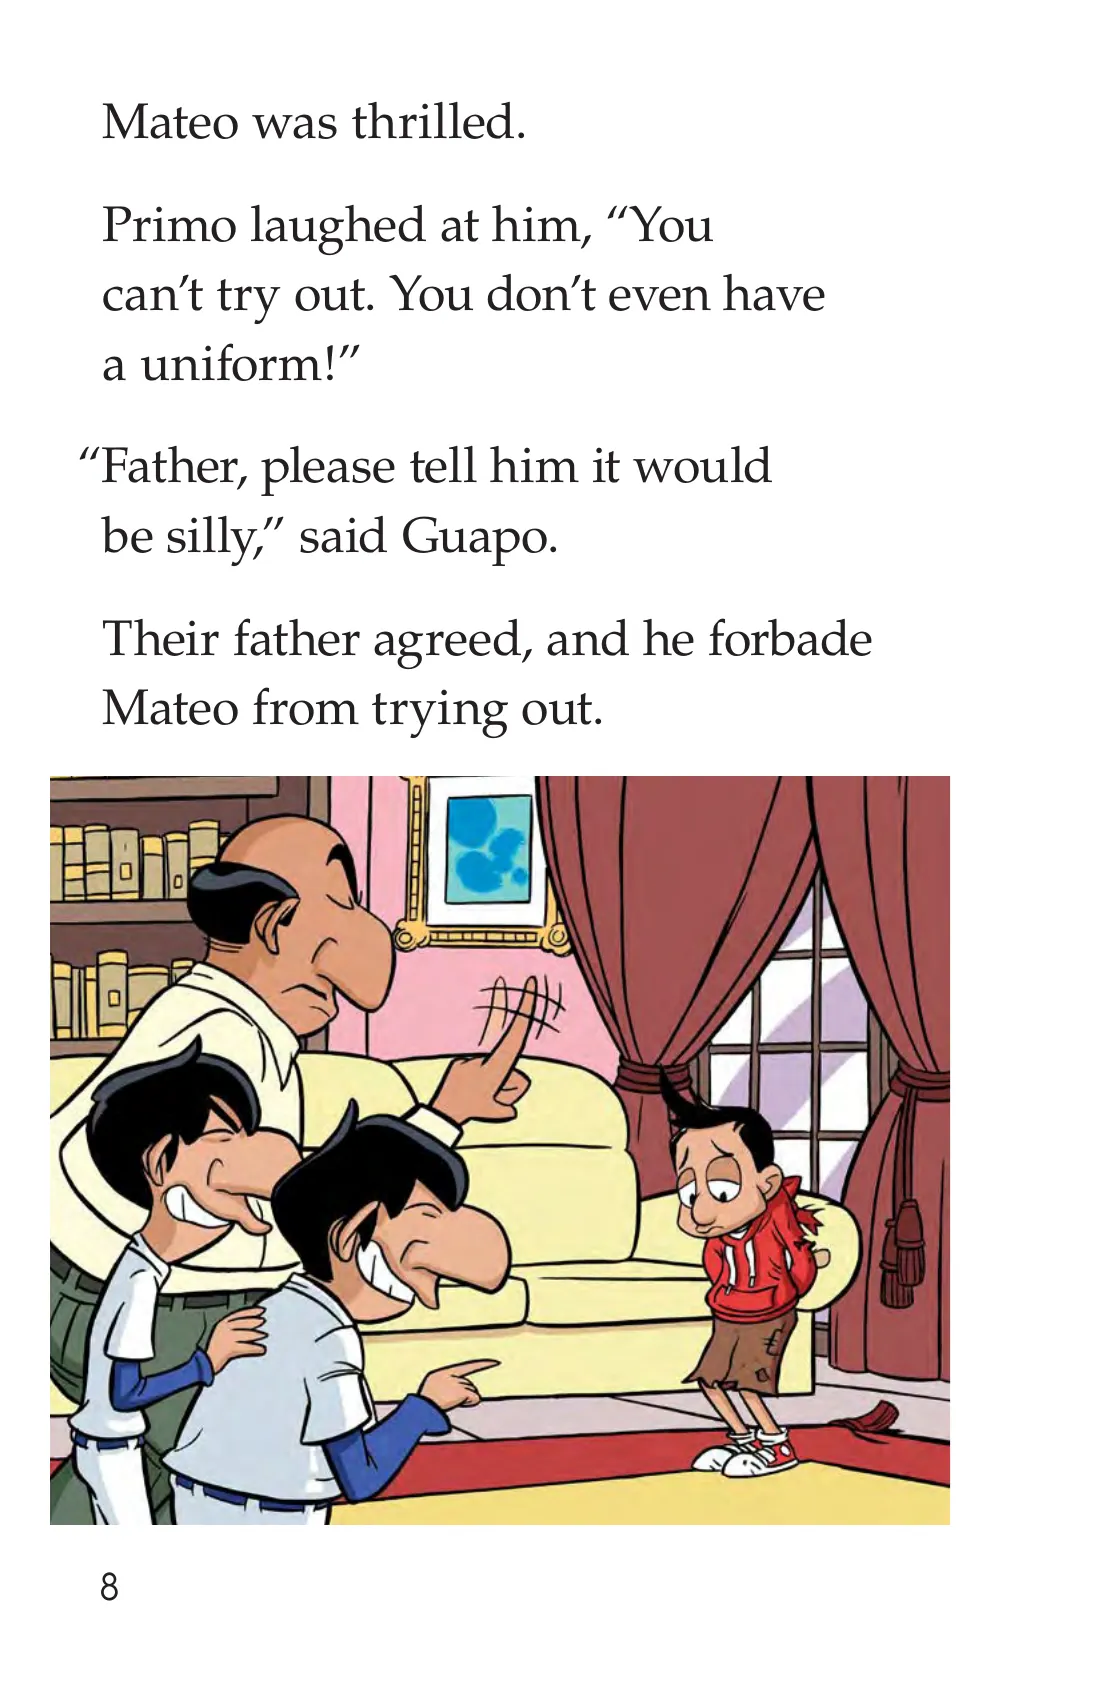 Mateo was thrilled.
Primo laughed at him, “You
can’t try out. You don’t even have
a uniform!”
“Father, please tell him it would
be silly,” said Guapo.
Their father agreed, and he forbade
Mateo from trying out.
8